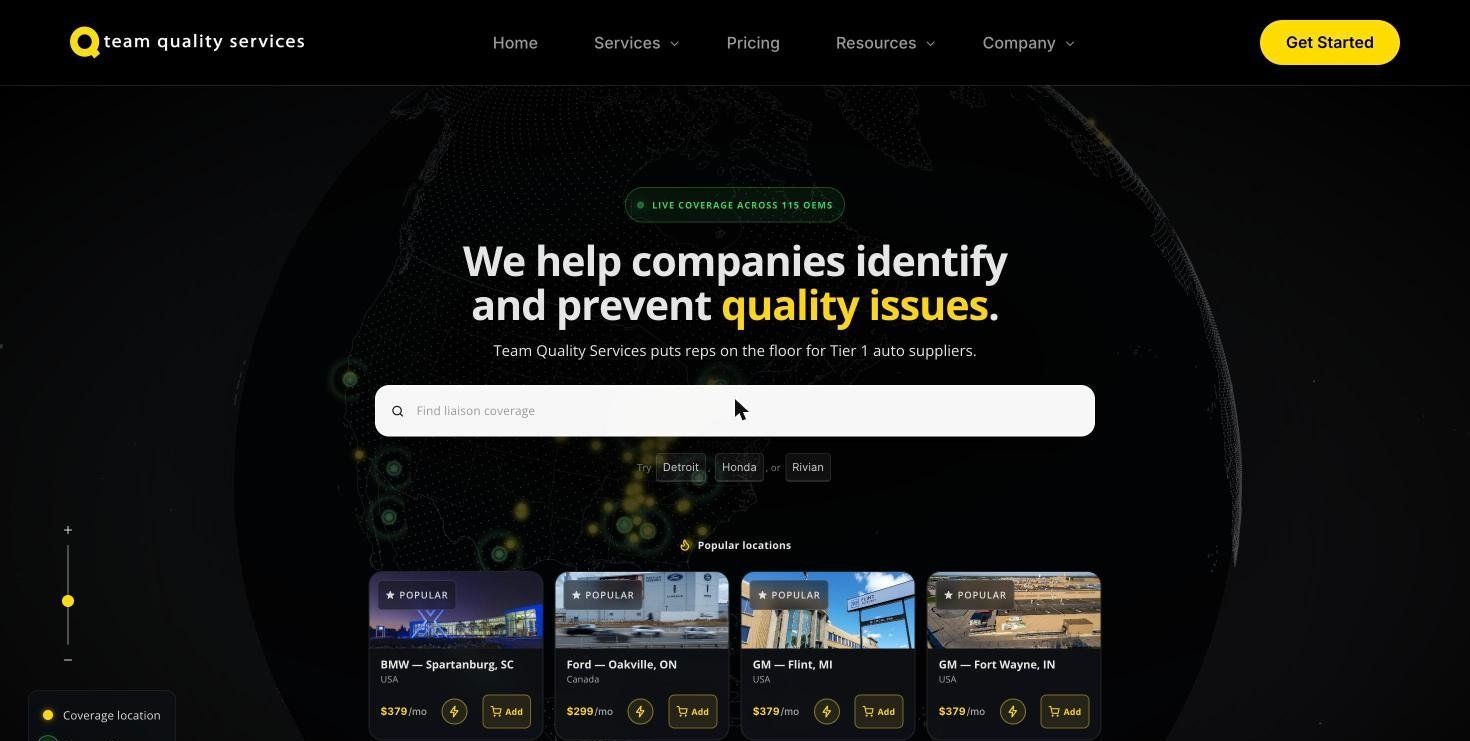 team quality services
Home
Services
Pricing
Resources
Company
Get Started
LIVE COVERAGE ACROSS 115 OEMS
We help companies identify
and prevent quality issues.
Team Quality Services puts reps on the floor for Tier 1 auto suppliers.
Find liaison coverage
Try Detroit , Honda , or Rivian
Popular locations
POPULAR
POPULAR
POPULAR
POPULAR
BMW — Spartanburg, SC
USA
$379/mo
Add
Ford — Oakville, ON
Canada
$299/mo
Add
GM — Flint, MI
USA
$379/mo
Add
GM — Fort Wayne, IN
USA
$379/mo
Add
Coverage location